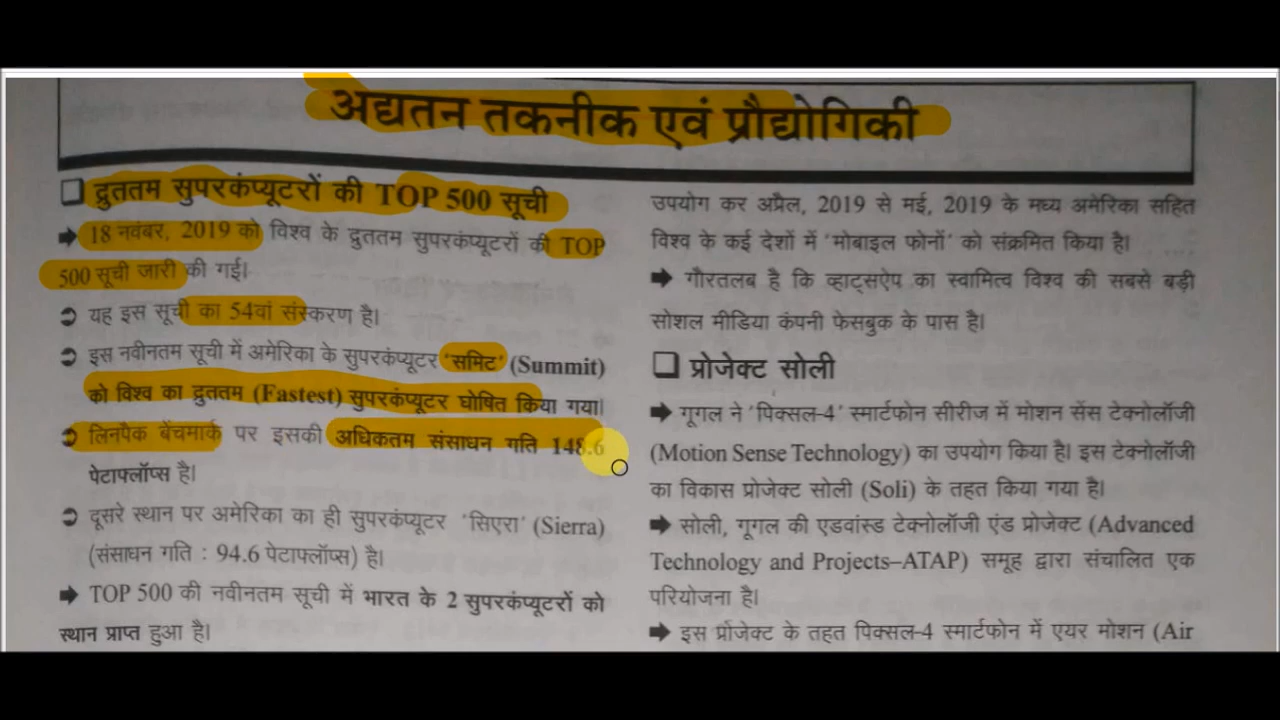 अद्यतन तकनीक एवं प्रौद्योगिकी
❑ द्रुततम सुपरकंप्यूटरों की TOP 500 सूची
➡ 18 नवंबर, 2019 को विश्व के द्रुततम सुपरकंप्यूटरों की TOP
500 सूची जारी की गई।
➲ यह इस सूची का 54वां संस्करण है।
➲ इस नवीनतम सूची में अमेरिका के सुपरकंप्यूटर 'समिट' (Summit)
को विश्व का द्रुततम (Fastest) सुपरकंप्यूटर घोषित किया गया।
➲ लिनपैक बेंचमार्क पर इसकी अधिकतम संसाधन गति 148.6
पेटाफ्लॉप्स है।
➲ दूसरे स्थान पर अमेरिका का ही सुपरकंप्यूटर 'सिएरा' (Sierra)
(संसाधन गति : 94.6 पेटाफ्लॉप्स) है।
➡ TOP 500 की नवीनतम सूची में भारत के 2 सुपरकंप्यूटरों को
स्थान प्राप्त हुआ है।
उपयोग कर अप्रैल, 2019 से मई, 2019 के मध्य अमेरिका सहित
विश्व के कई देशों में 'मोबाइल फोनों' को संक्रमित किया है।
➡ गौरतलब है कि व्हाट्सऐप का स्वामित्व विश्व की सबसे बड़ी
सोशल मीडिया कंपनी फेसबुक के पास है।
❑ प्रोजेक्ट सोली
➡ गूगल ने 'पिक्सल-4' स्मार्टफोन सीरीज में मोशन सेंस टेक्नोलॉजी
(Motion Sense Technology) का उपयोग किया है। इस टेक्नोलॉजी
का विकास प्रोजेक्ट सोली (Soli) के तहत किया गया है।
➡ सोली, गूगल की एडवांस्ड टेक्नोलॉजी एंड प्रोजेक्ट (Advanced
Technology and Projects–ATAP) समूह द्वारा संचालित एक
परियोजना है।
➡ इस प्रोजेक्ट के तहत पिक्सल-4 स्मार्टफोन में एयर मोशन (Air